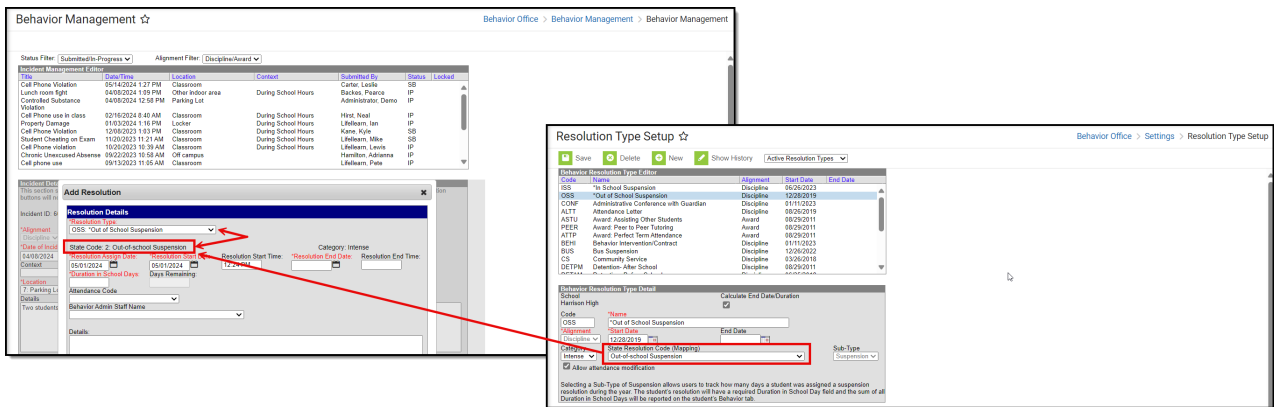 Behavior Management ☆
Behavior Office > Behavior Management > Behavior Management
Status Filter: Submitted/In-Progress Alignment Filter: Discipline/Award
Incident Management Editor
Title Date/Time Location Context Submitted By Status Locked
Cell Phone Violation 05/14/2024 1:27 PM Classroom Carter, Leslie SB
Lunch room fight 04/08/2024 1:09 PM Other indoor area During School Hours Backes, Pearce IP
Controlled Substance 04/08/2024 12:58 PM Parking Lot Administrator, Demo IP
Violation
Cell Phone use in class 02/16/2024 8:40 AM Classroom During School Hours Hirst, Neal IP
Property Damage 01/03/2024 1:16 PM Locker During School Hours Lifelearn, Ian IP
Cell Phone Violation 12/08/2023 1:03 PM Classroom During School Hours Kane, Kyle SB
Student Cheating on Exam 11/20/2023 11:21 AM Classroom During School Hours Lifelearn, Mike SB
Cell Phone violation 10/20/2023 10:39 AM Classroom During School Hours Lifelearn, Lewis IP
Chronic Unexcused Absense 09/22/2023 10:58 AM Off campus Hamilton, Adrianna IP
Cell phone use 09/13/2023 11:05 AM Classroom Lifelearn, Pete IP
Incident Deta
This section
buttons will n
Incident ID: 6
*Alignment
Discipline
*Date of Incid
04/08/2024
Context
*Location
7: Parking L
Details
Two students
Add Resolution
Resolution Details
*Resolution Type:
OSS: *Out of School Suspension
State Code: 2: Out-of-school Suspension Category: Intense
*Resolution Assign Date: *Resolution Start Date: Resolution Start Time: *Resolution End Date: Resolution End Time:
05/01/2024 05/01/2024 12:24 PM
*Duration in School Days: Days Remaining:
Attendance Code
Behavior Admin Staff Name
Details:
Resolution Type Setup ☆
Behavior Office > Settings > Resolution Type Setup
Save Delete New Show History Active Resolution Types
Behavior Resolution Type Editor
Code Name Alignment Start Date End Date
ISS *In School Suspension Discipline 06/26/2023
OSS *Out of School Suspension Discipline 12/28/2019
CONF Administrative Conference with Guardian Discipline 01/11/2023
ALTT Attendance Letter Discipline 08/26/2019
ASTU Award: Assisting Other Students Award 08/29/2011
PEER Award: Peer to Peer Tutoring Award 08/29/2011
ATTP Award: Perfect Term Attendance Award 08/29/2011
BEHI Behavior Intervention/Contract Discipline 01/11/2023
BUS Bus Suspension Discipline 12/26/2022
CS Community Service Discipline 03/26/2018
DETPM Detention- After School Discipline 08/29/2011
Behavior Resolution Type Detail
School Calculate End Date/Duration
Harrison High
Code *Name
OSS *Out of School Suspension
*Alignment *Start Date End Date
Discipline 12/28/2019
Category State Resolution Code (Mapping) Sub-Type
Intense Out-of-school Suspension Suspension
Allow attendance modification
Selecting a Sub-Type of Suspension allows users to track how many days a student was assigned a suspension
resolution during the year. The student's resolution will have a required Duration in School Day field and the sum of all
Duration in School Days will be reported on the student's Behavior tab.